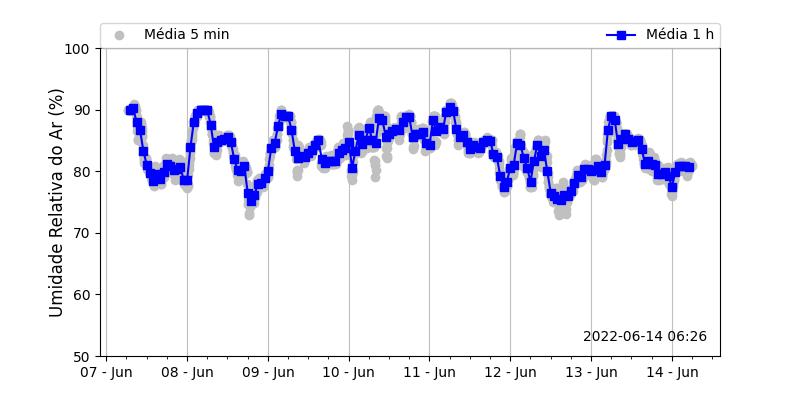 Média 5 min
Média 1 h
Umidade Relativa do Ar (%)
100
90
80
70
60
50
2022-06-14 06:26
07 - Jun
08 - Jun
09 - Jun
10 - Jun
11 - Jun
12 - Jun
13 - Jun
14 - Jun